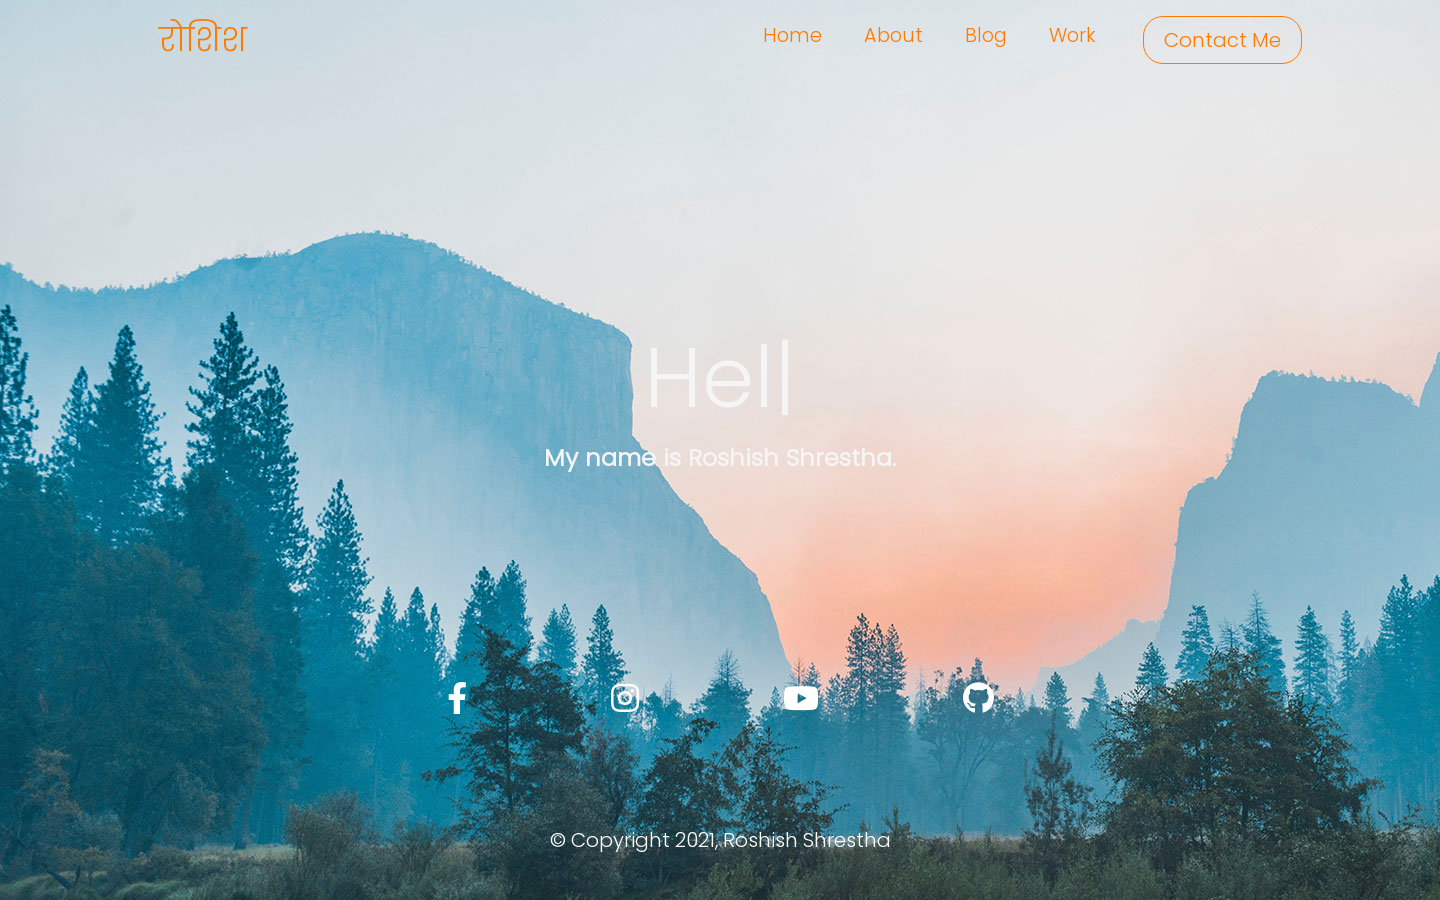 रोशिश
Home About Blog Work Contact Me
Hell|
My name is Roshish Shrestha.
© Copyright 2021, Roshish Shrestha